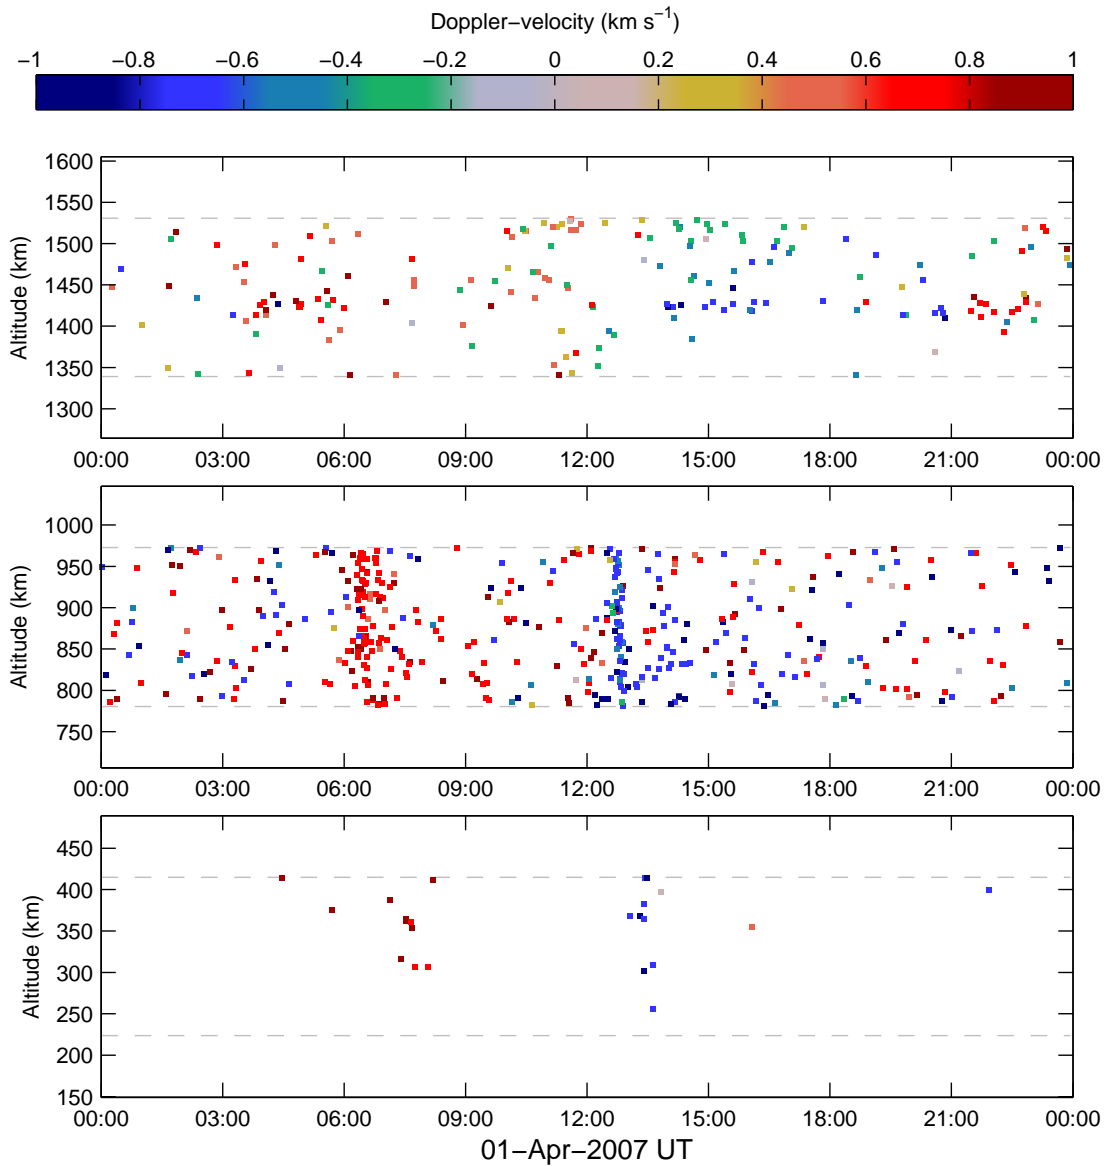 Doppler−velocity (km s−1)
−1 −0.8 −0.6 −0.4 −0.2 0 0.2 0.4 0.6 0.8 1
1600
1550
1500
1450
1400
1350
1300
Altitude (km)
00:00 03:00 06:00 09:00 12:00 15:00 18:00 21:00 00:00
1000
950
900
850
800
750
Altitude (km)
00:00 03:00 06:00 09:00 12:00 15:00 18:00 21:00 00:00
450
400
350
300
250
200
150
Altitude (km)
00:00 03:00 06:00 09:00 12:00 15:00 18:00 21:00 00:00
01−Apr−2007 UT